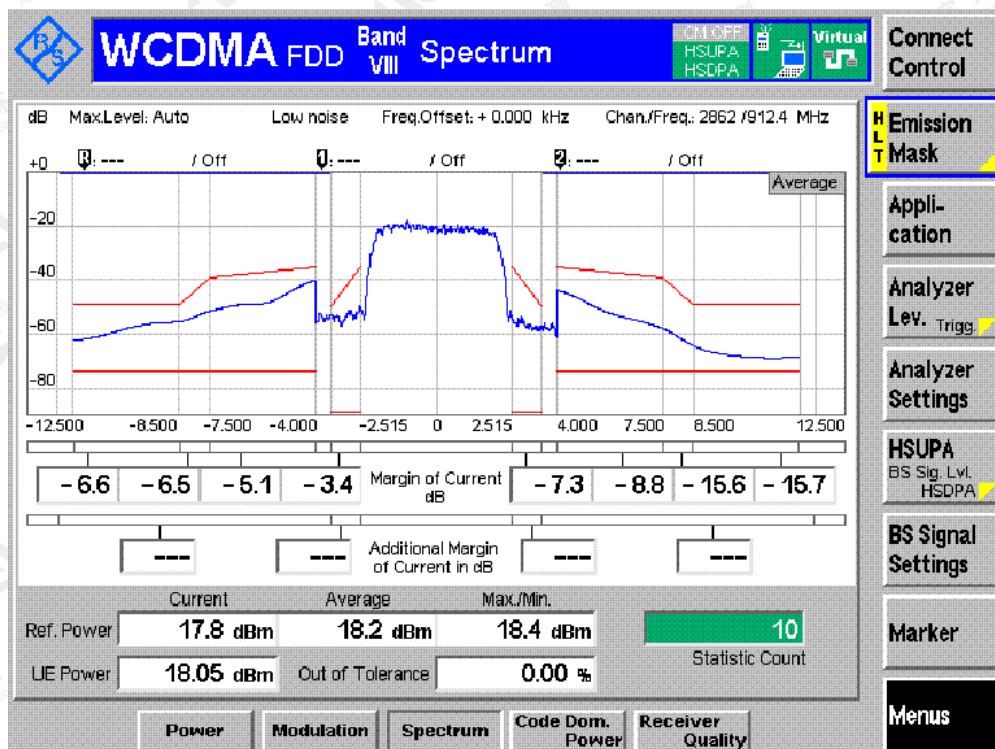 R/S
WCDMA FDD Band VIII Spectrum
CM OFF
HSUPA
HSDPA
Virtual
Connect
Control
dB Max.Level: Auto Low noise Freq.Offset: + 0.000 kHz Chan./Freq.: 2862 /912.4 MHz
HLT
Emission
Mask
R: --- / Off 1: --- / Off 2: --- / Off
Average
+0
-20
-40
-60
-80
-12.500 -8.500 -7.500 -4.000 -2.515 0 2.515 4.000 7.500 8.500 12.500
Appli-
cation
Analyzer
Lev. Trigg.
Analyzer
Settings
- 6.6 - 6.5 - 5.1 - 3.4 Margin of Current dB - 7.3 - 8.8 - 15.6 - 15.7
HSUPA
BS Sig. Lvl.
HSDPA
--- --- Additional Margin of Current in dB --- ---
BS Signal
Settings
Current Average Max./Min.
Ref. Power 17.8 dBm 18.2 dBm 18.4 dBm 10
Statistic Count
UE Power 18.05 dBm Out of Tolerance 0.00 %
Marker
Power Modulation Spectrum Code Dom. Power Receiver Quality
Menus